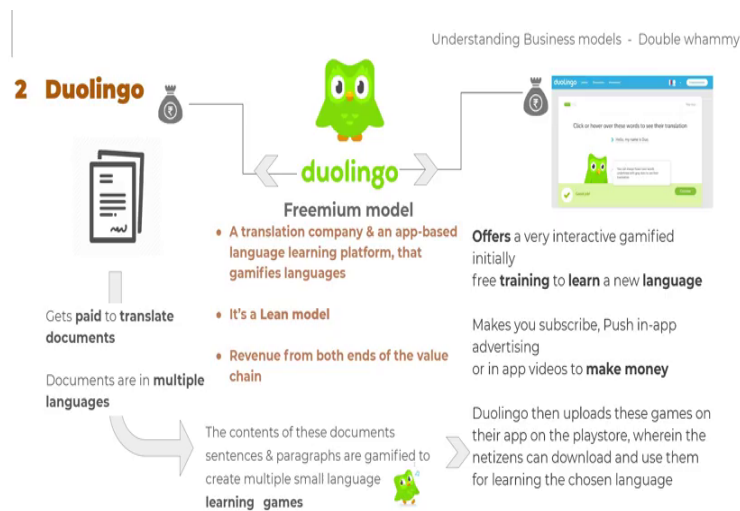 Understanding Business models - Double whammy
2 Duolingo
duolingo
Freemium model
• A translation company & an app-based
language learning platform, that
gamifies languages
• It's a Lean model
• Revenue from both ends of the value
chain
Gets paid to translate
documents
Documents are in multiple
languages
The contents of these documents
sentences & paragraphs are gamified to
create multiple small language
learning games
duolingo
Click or hover over these words to see their translation
Offers a very interactive gamified
initially
free training to learn a new language
Makes you subscribe, Push in-app
advertising
or in app videos to make money
Duolingo then uploads these games on
their app on the playstore, wherein the
netizens can download and use them
for learning the chosen language